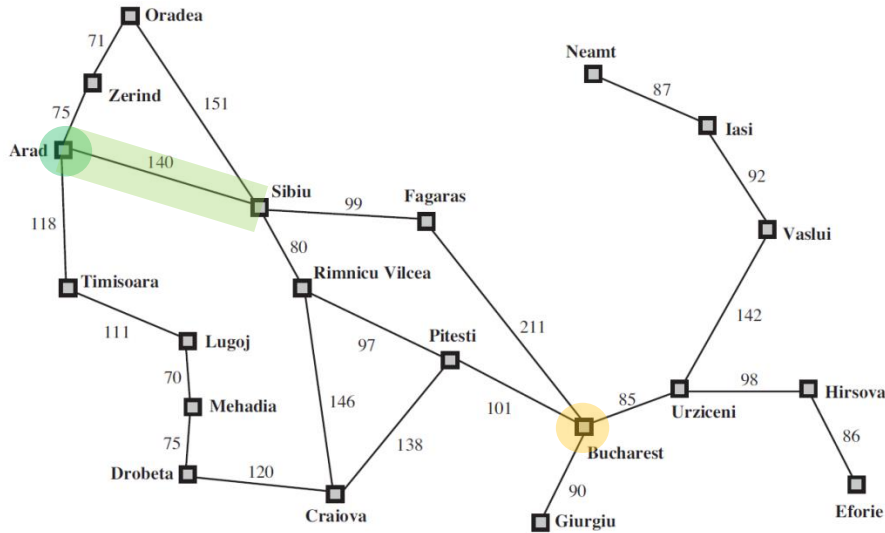 Oradea
71
Neamt
87
Zerind
151
75
Iasi
Arad
140
92
Sibiu
99
Fagaras
118
Vaslui
80
Timisoara
Rimnicu Vilcea
142
111
211
Lugoj
97
Pitesti
70
98
Hirsova
146
85
Mehadia
101
Urziceni
86
138
75
Bucharest
120
Drobeta
90
Craiova
Giurgiu
Eforie